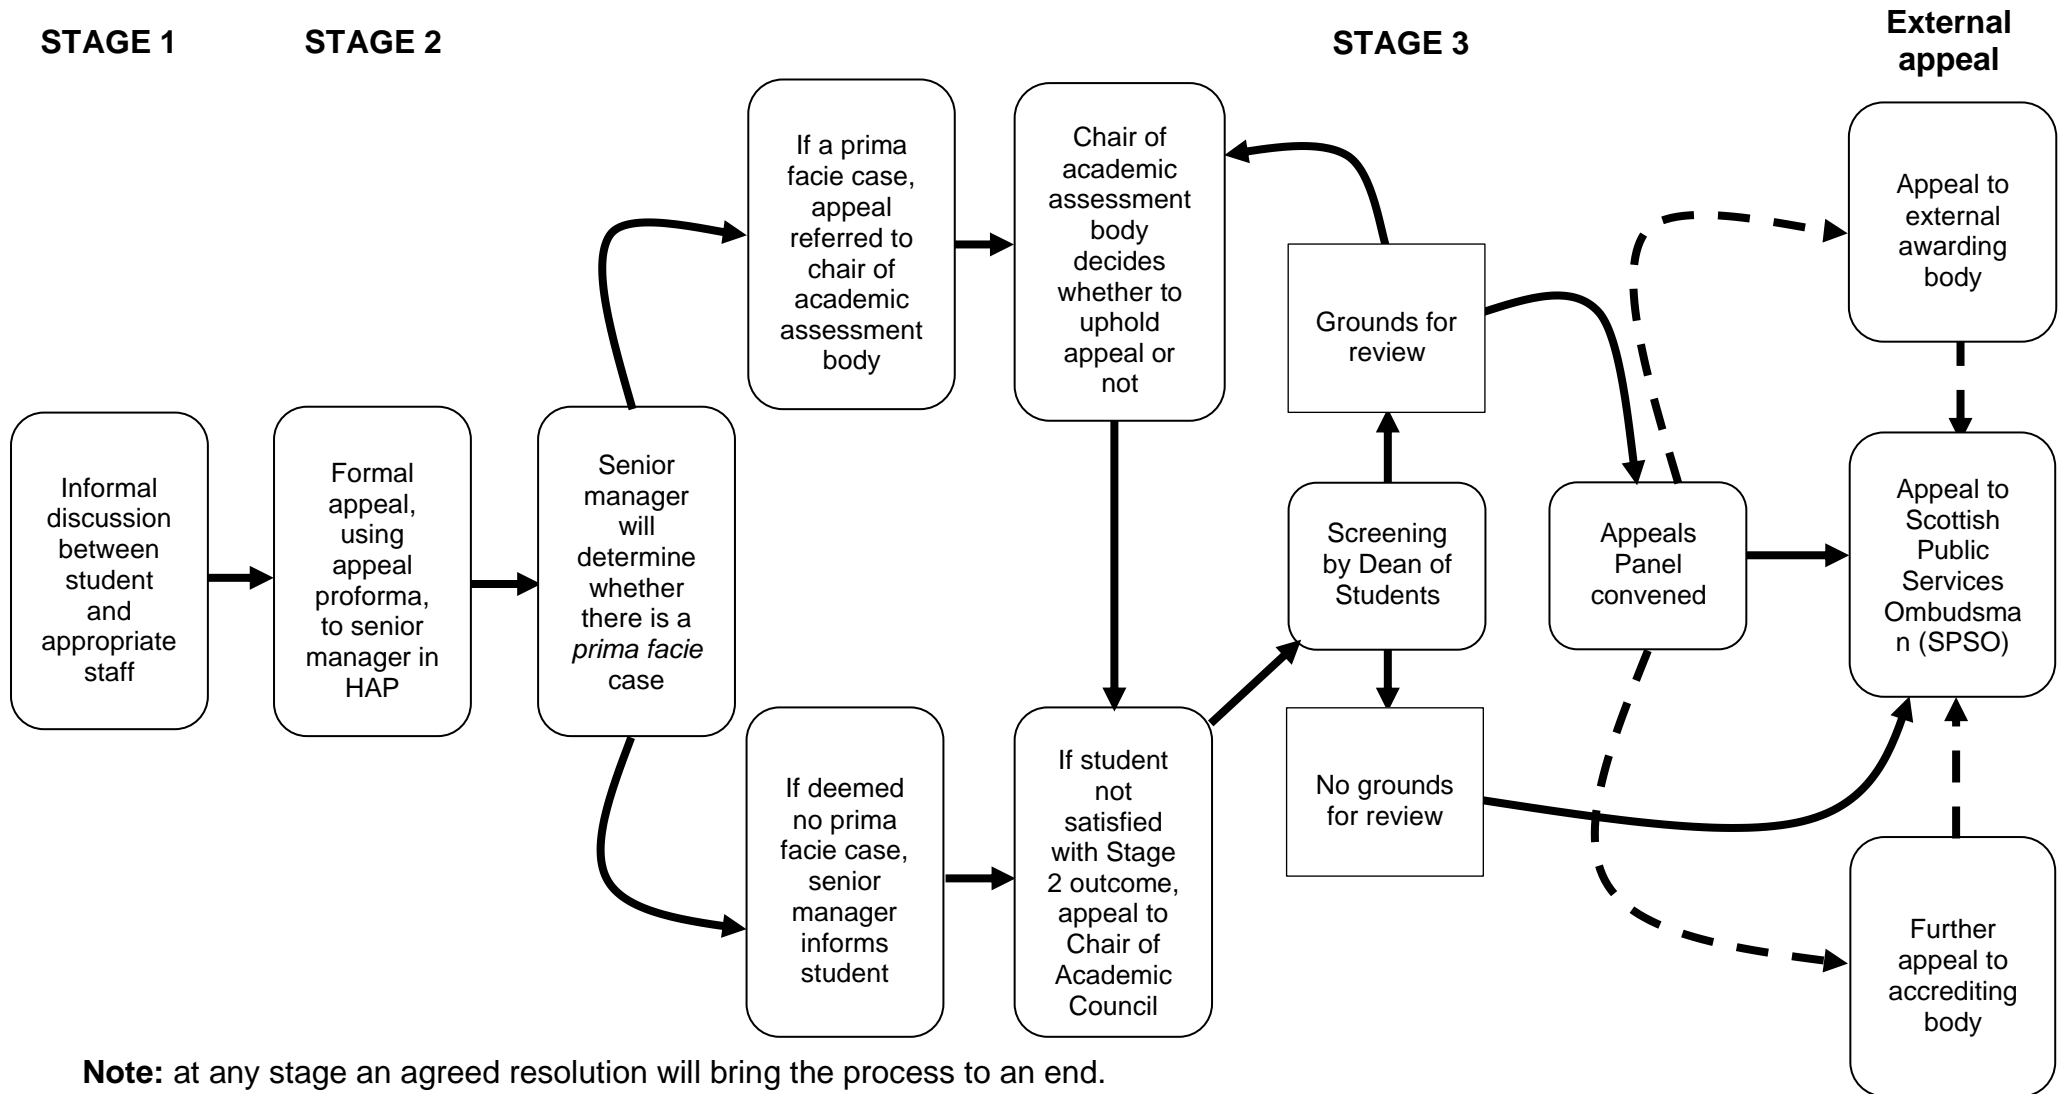 STAGE 1
STAGE 2
STAGE 3
External
appeal
Informal
discussion
between
student
and
appropriate
staff
Formal
appeal,
using
appeal
proforma,
to senior
manager in
HAP
Senior
manager
will
determine
whether
there is a
prima facie
case
If a prima
facie case,
appeal
referred to
chair of
academic
assessment
body
If deemed
no prima
facie case,
senior
manager
informs
student
Chair of
academic
assessment
body
decides
whether to
uphold
appeal or
not
If student
not
satisfied
with Stage
2 outcome,
appeal to
Chair of
Academic
Council
Grounds for
review
Screening
by Dean of
Students
No grounds
for review
Appeals
Panel
convened
Appeal to
external
awarding
body
Appeal to
Scottish
Public
Services
Ombudsma
n (SPSO)
Further
appeal to
accrediting
body
Note: at any stage an agreed resolution will bring the process to an end.